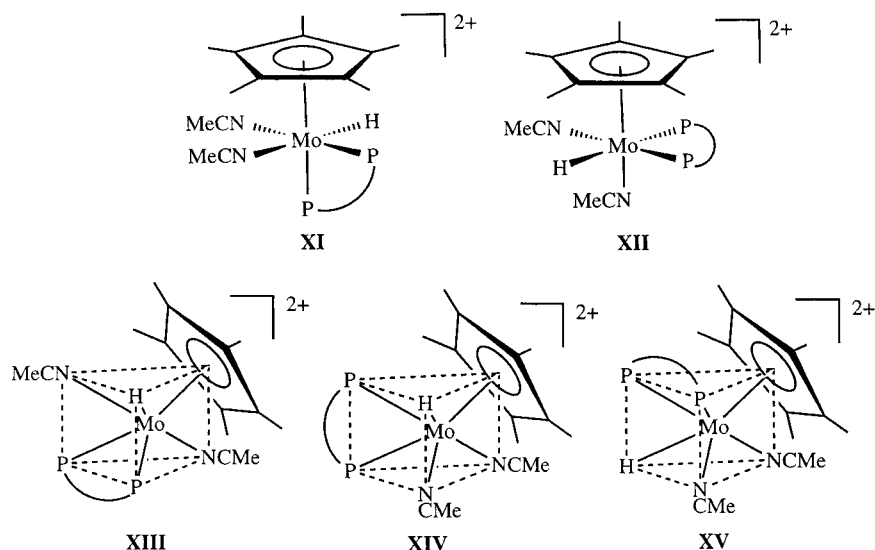 2+ 2+
MeCN H MeCN P
MeCN Mo P Mo
P H P
MeCN
XI XII
2+ 2+ 2+
MeCN H P H P P
Mo Mo Mo
P P NCMe P N NCMe H N NCMe
CMe CMe
XIII XIV XV